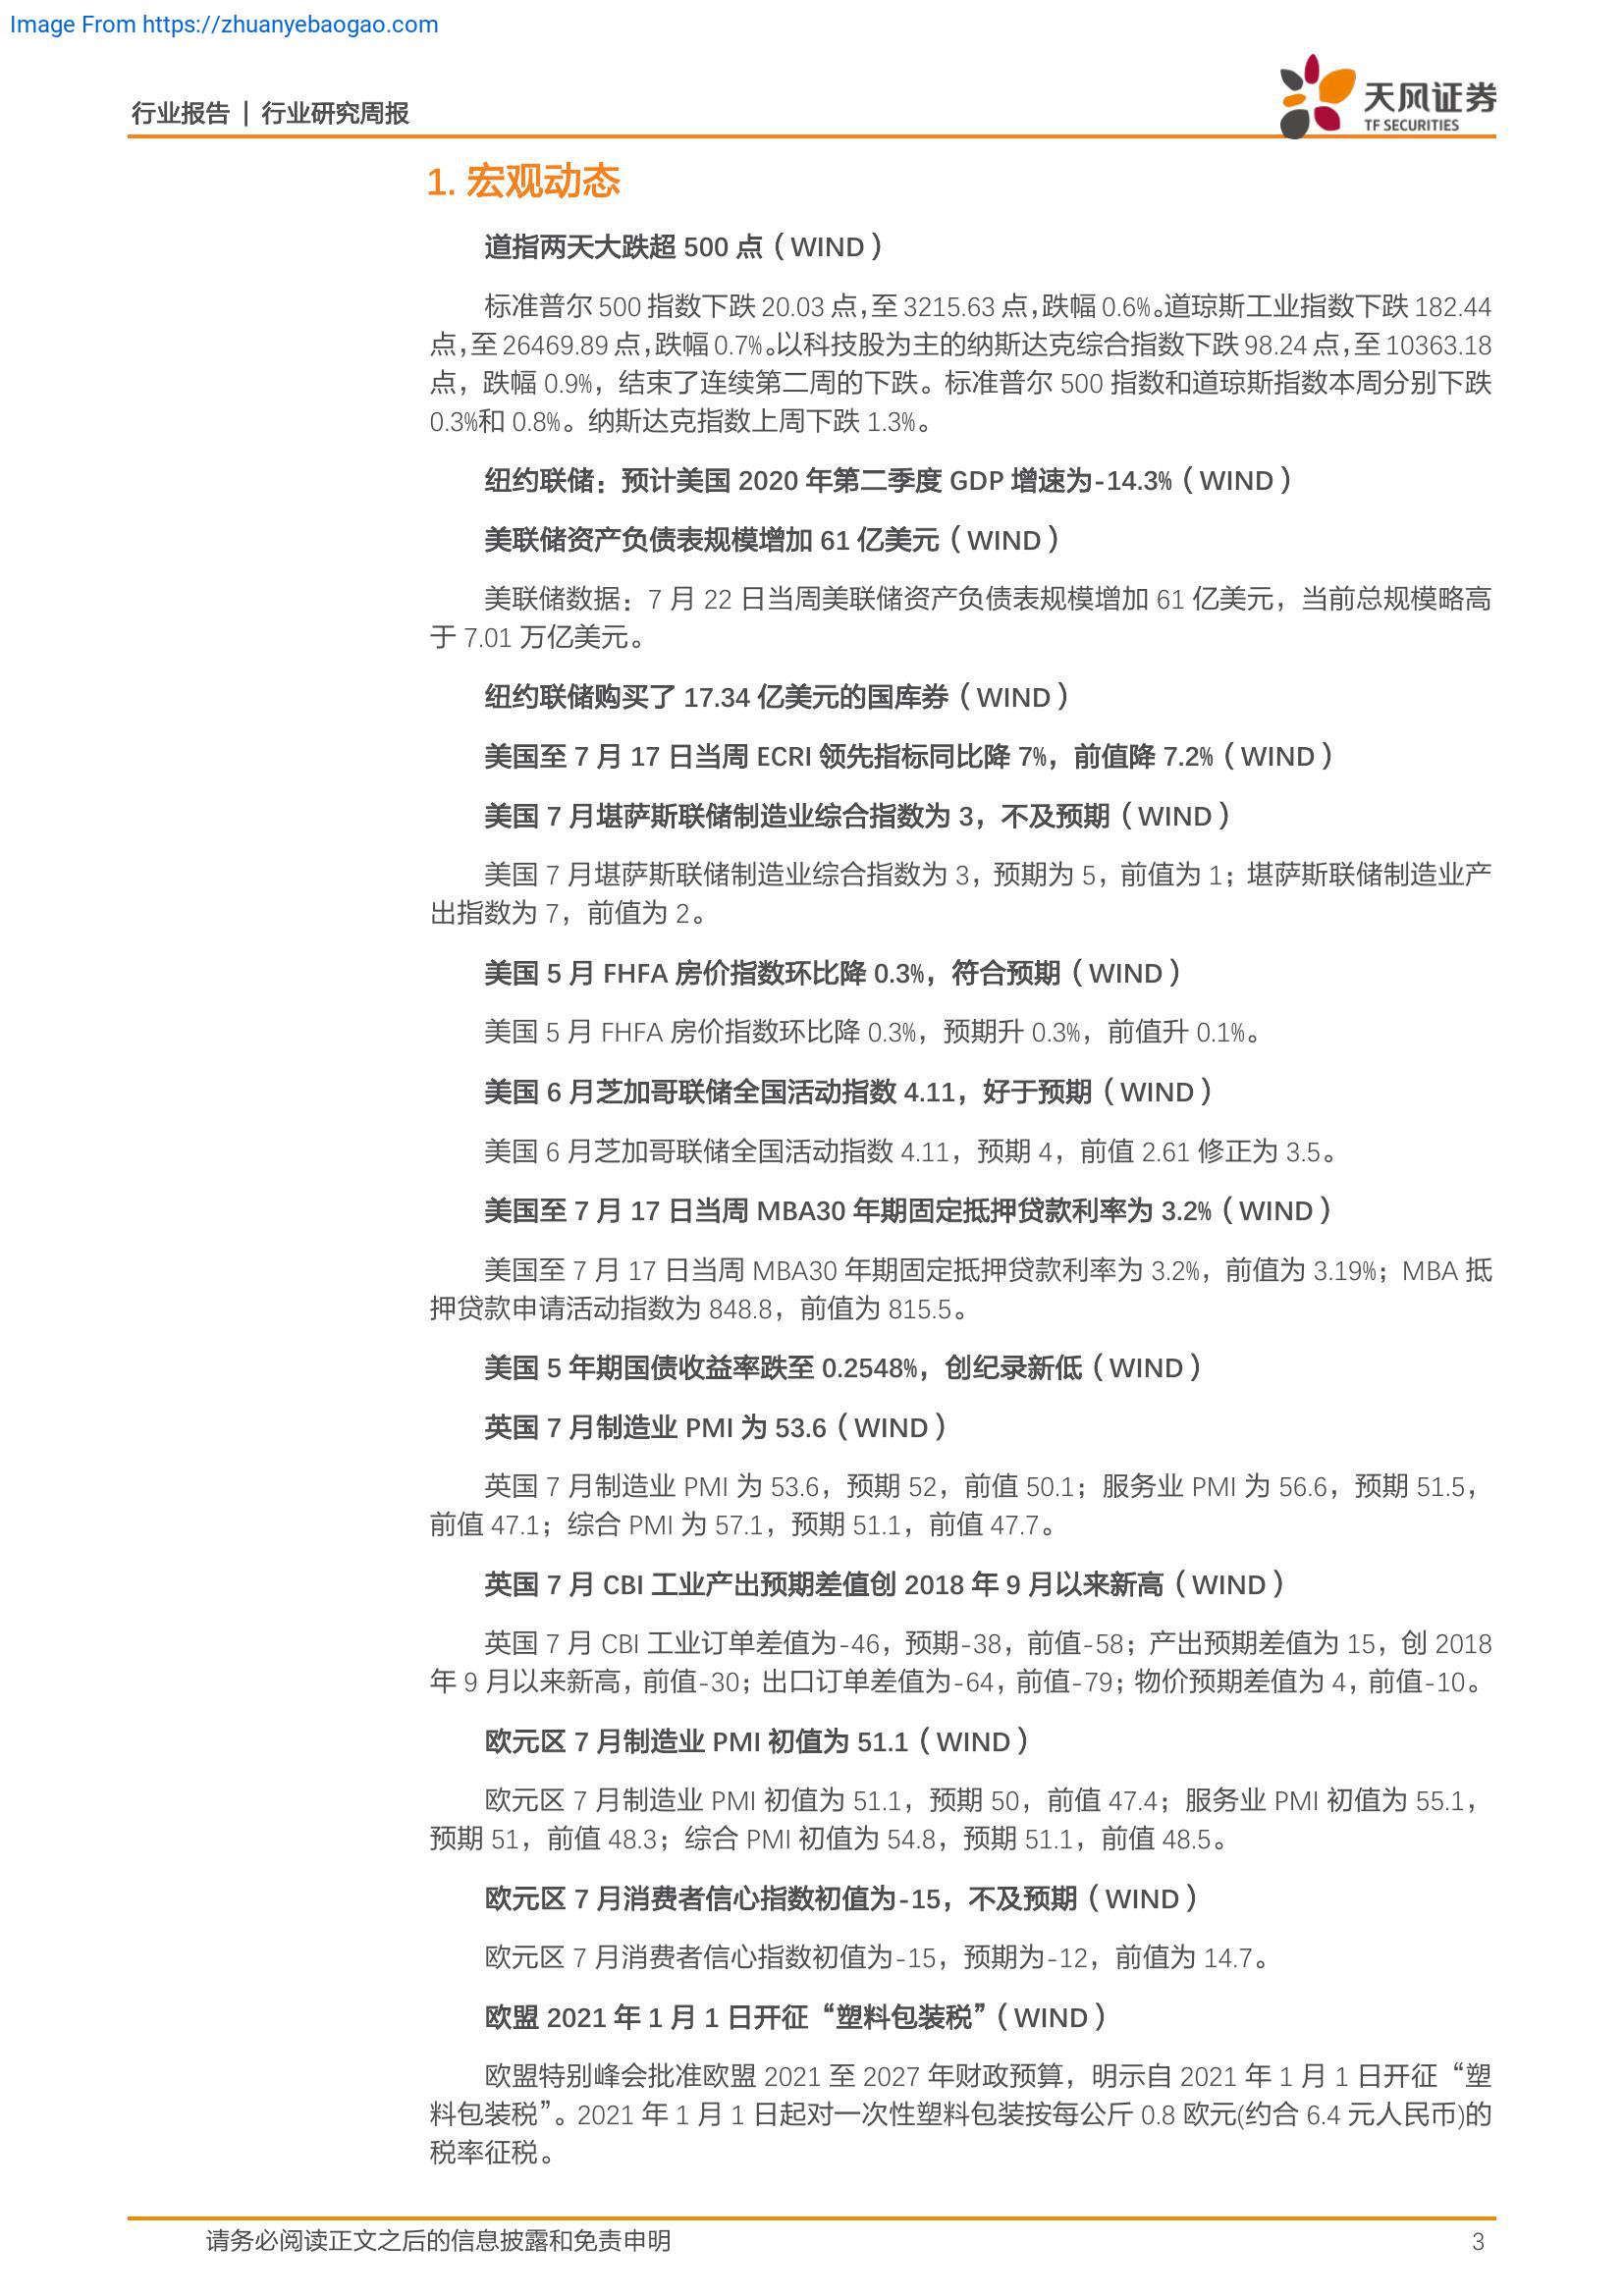 Image From https://zhuanyebaogao.com
行业报告 | 行业研究周报
天风证券
TF SECURITIES
1. 宏观动态
道指两天大跌超 500 点（WIND）
标准普尔 500 指数下跌 20.03 点，至 3215.63 点，跌幅 0.6%。道琼斯工业指数下跌 182.44
点，至 26469.89 点，跌幅 0.7%。以科技股为主的纳斯达克综合指数下跌 98.24 点，至 10363.18
点，跌幅 0.9%，结束了连续第二周的下跌。标准普尔 500 指数和道琼斯指数本周分别下跌
0.3%和 0.8%。纳斯达克指数上周下跌 1.3%。
纽约联储：预计美国 2020 年第二季度 GDP 增速为-14.3%（WIND）
美联储资产负债表规模增加 61 亿美元（WIND）
美联储数据：7 月 22 日当周美联储资产负债表规模增加 61 亿美元，当前总规模略高
于 7.01 万亿美元。
纽约联储购买了 17.34 亿美元的国库券（WIND）
美国至 7 月 17 日当周 ECRI 领先指标同比降 7%，前值降 7.2%（WIND）
美国 7 月堪萨斯联储制造业综合指数为 3，不及预期（WIND）
美国 7 月堪萨斯联储制造业综合指数为 3，预期为 5，前值为 1；堪萨斯联储制造业产
出指数为 7，前值为 2。
美国 5 月 FHFA 房价指数环比降 0.3%，符合预期（WIND）
美国 5 月 FHFA 房价指数环比降 0.3%，预期升 0.3%，前值升 0.1%。
美国 6 月芝加哥联储全国活动指数 4.11，好于预期（WIND）
美国 6 月芝加哥联储全国活动指数 4.11，预期 4，前值 2.61 修正为 3.5。
美国至 7 月 17 日当周 MBA30 年期固定抵押贷款利率为 3.2%（WIND）
美国至 7 月 17 日当周 MBA30 年期固定抵押贷款利率为 3.2%，前值为 3.19%；MBA 抵
押贷款申请活动指数为 848.8，前值为 815.5。
美国 5 年期国债收益率跌至 0.2548%，创纪录新低（WIND）
英国 7 月制造业 PMI 为 53.6（WIND）
英国 7 月制造业 PMI 为 53.6，预期 52，前值 50.1；服务业 PMI 为 56.6，预期 51.5，
前值 47.1；综合 PMI 为 57.1，预期 51.1，前值 47.7。
英国 7 月 CBI 工业产出预期差值创 2018 年 9 月以来新高（WIND）
英国 7 月 CBI 工业订单差值为-46，预期-38，前值-58；产出预期差值为 15，创 2018
年 9 月以来新高，前值-30；出口订单差值为-64，前值-79；物价预期差值为 4，前值-10。
欧元区 7 月制造业 PMI 初值为 51.1（WIND）
欧元区 7 月制造业 PMI 初值为 51.1，预期 50，前值 47.4；服务业 PMI 初值为 55.1，
预期 51，前值 48.3；综合 PMI 初值为 54.8，预期 51.1，前值 48.5。
欧元区 7 月消费者信心指数初值为-15，不及预期（WIND）
欧元区 7 月消费者信心指数初值为-15，预期为-12，前值为 14.7。
欧盟 2021 年 1 月 1 日开征“塑料包装税”（WIND）
欧盟特别峰会批准欧盟 2021 至 2027 年财政预算，明示自 2021 年 1 月 1 日开征“塑
料包装税”。2021 年 1 月 1 日起对一次性塑料包装按每公斤 0.8 欧元(约合 6.4 元人民币)的
税率征税。
请务必阅读正文之后的信息披露和免责申明
3